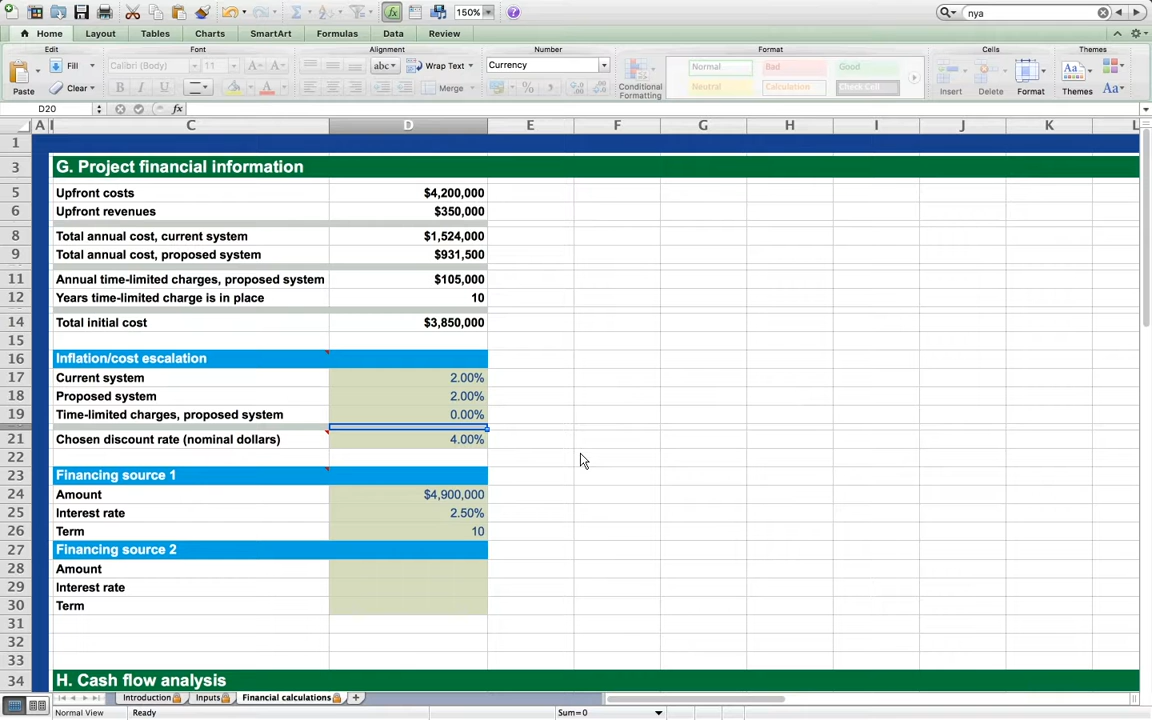 150%
nya
Home Layout Tables Charts SmartArt Formulas Data Review
Edit Font Alignment Number Format Cells Themes
Fill Calibri (Body) 11 A A abc Wrap Text Currency Normal Bad Good
Paste Clear B I U A Merge % Conditional Formatting Neutral Calculation Check Cell Insert Delete Format Themes Aa
D20 fx
A C D E F G H I J K L
1
3 G. Project financial information
5 Upfront costs $4,200,000
6 Upfront revenues $350,000
8 Total annual cost, current system $1,524,000
9 Total annual cost, proposed system $931,500
11 Annual time-limited charges, proposed system $105,000
12 Years time-limited charge is in place 10
14 Total initial cost $3,850,000
15
16 Inflation/cost escalation
17 Current system 2.00%
18 Proposed system 2.00%
19 Time-limited charges, proposed system 0.00%
21 Chosen discount rate (nominal dollars) 4.00%
22
23 Financing source 1
24 Amount $4,900,000
25 Interest rate 2.50%
26 Term 10
27 Financing source 2
28 Amount
29 Interest rate
30 Term
31
32
33
34 H. Cash flow analysis
Introduction Inputs Financial calculations +
Normal View Ready Sum=0